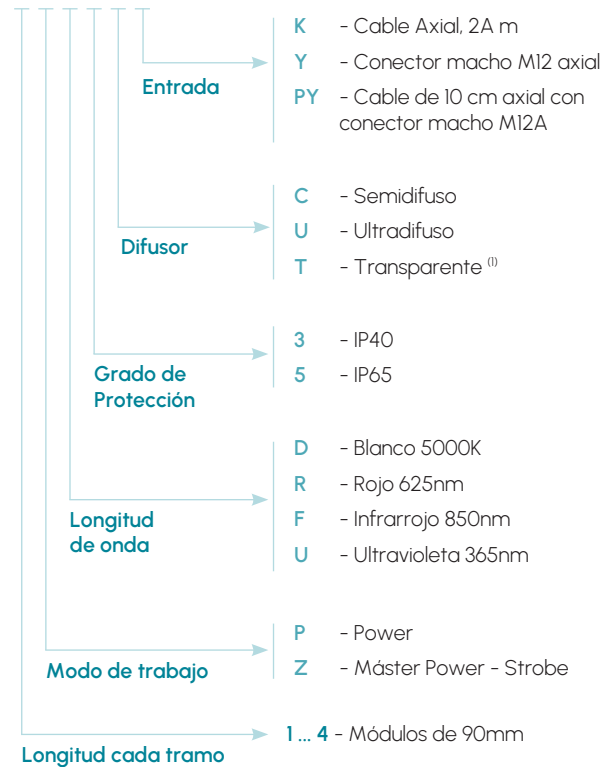 K - Cable Axial, 2A m
Y - Conector macho M12 axial
PY - Cable de 10 cm axial con
conector macho M12A
Entrada
C - Semidifuso
U - Ultradifuso
T - Transparente (1)
Difusor
3 - IP40
5 - IP65
Grado de
Protección
D - Blanco 5000K
R - Rojo 625nm
F - Infrarrojo 850nm
U - Ultravioleta 365nm
Longitud
de onda
P - Power
Z - Máster Power - Strobe
Modo de trabajo
1 ... 4 - Módulos de 90mm
Longitud cada tramo